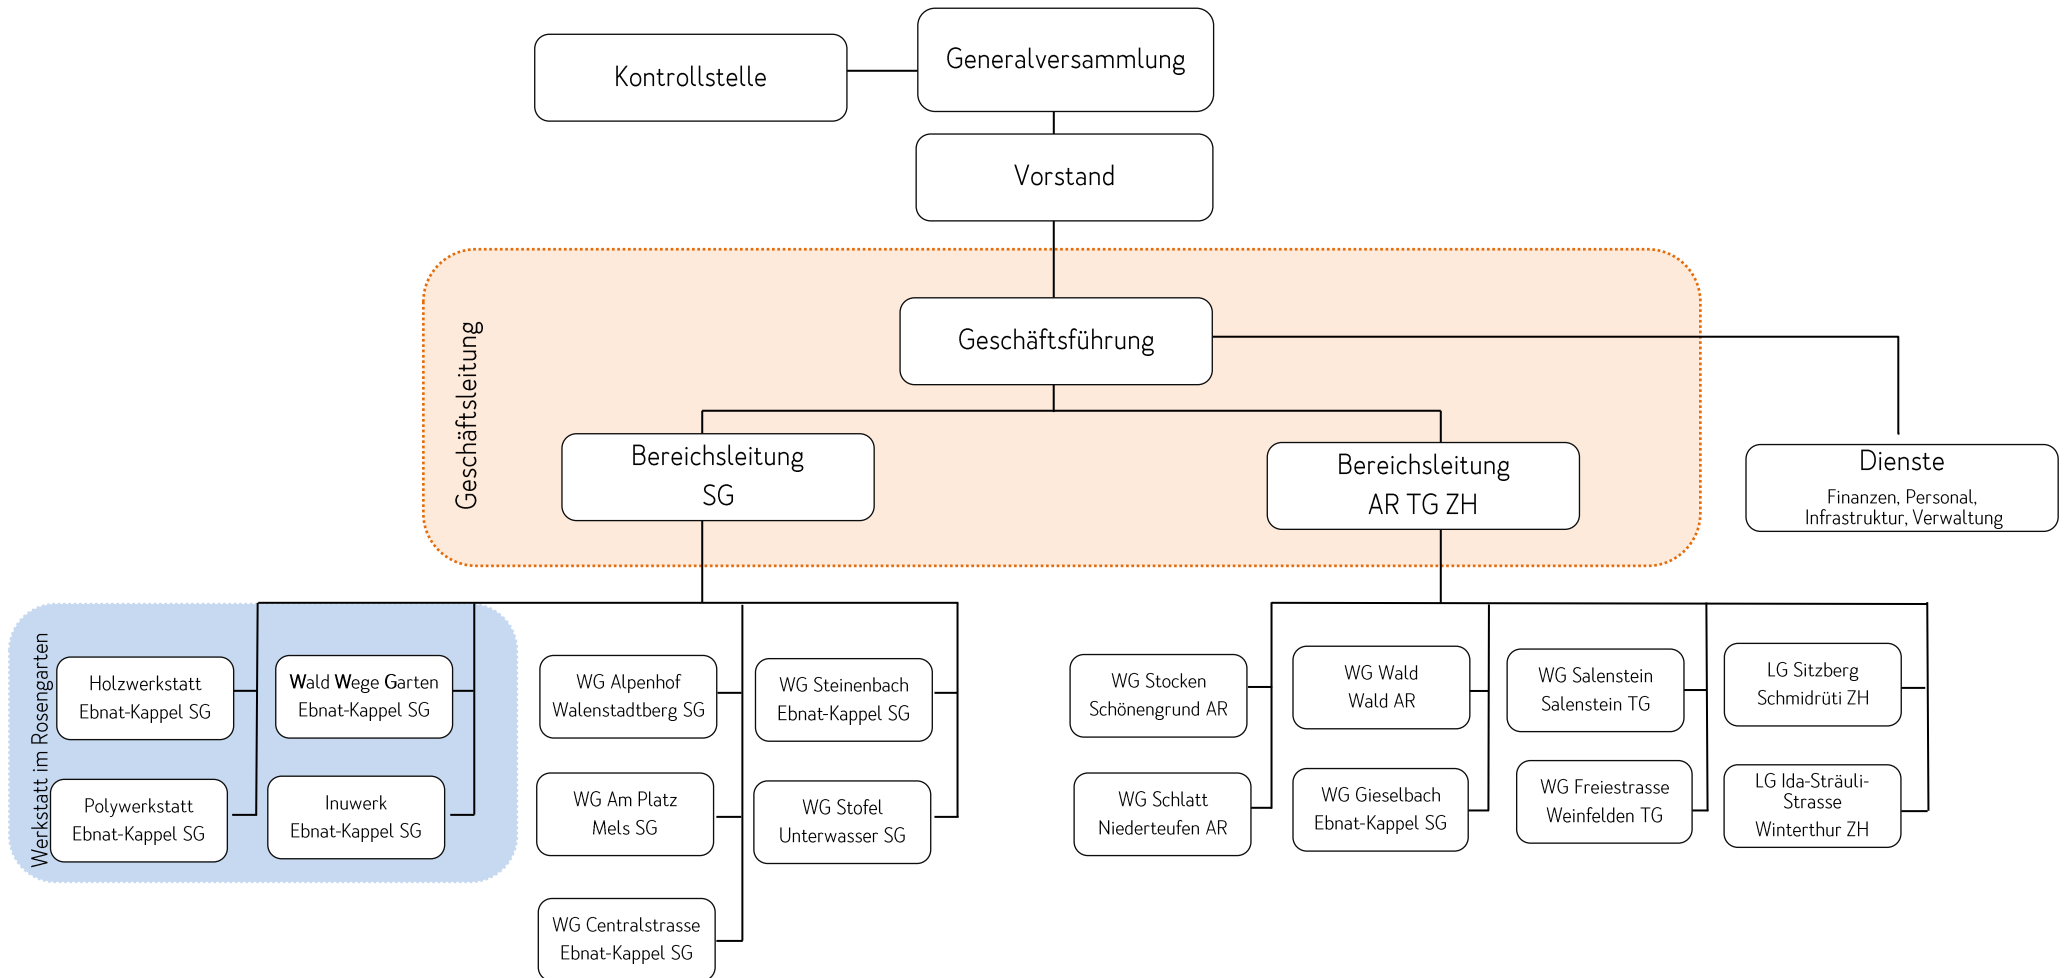 Kontrollstelle
Generalversammlung
Vorstand
Geschäftsleitung
Geschäftsführung
Bereichsleitung
SG
Bereichsleitung
AR TG ZH
Dienste
Finanzen, Personal,
Infrastruktur, Verwaltung
Werkstatt im Rosengarten
Holzwerkstatt
Ebnat-Kappel SG
Wald Wege Garten
Ebnat-Kappel SG
Polywerkstatt
Ebnat-Kappel SG
Inuwerk
Ebnat-Kappel SG
WG Alpenhof
Walenstadtberg SG
WG Steinenbach
Ebnat-Kappel SG
WG Am Platz
Mels SG
WG Stofel
Unterwasser SG
WG Centralstrasse
Ebnat-Kappel SG
WG Stocken
Schönengrund AR
WG Wald
Wald AR
WG Salenstein
Salenstein TG
LG Sitzberg
Schmidrüti ZH
WG Schlatt
Niederteufen AR
WG Gieselbach
Ebnat-Kappel SG
WG Freiestrasse
Weinfelden TG
LG Ida-Sträuli-
Strasse
Winterthur ZH